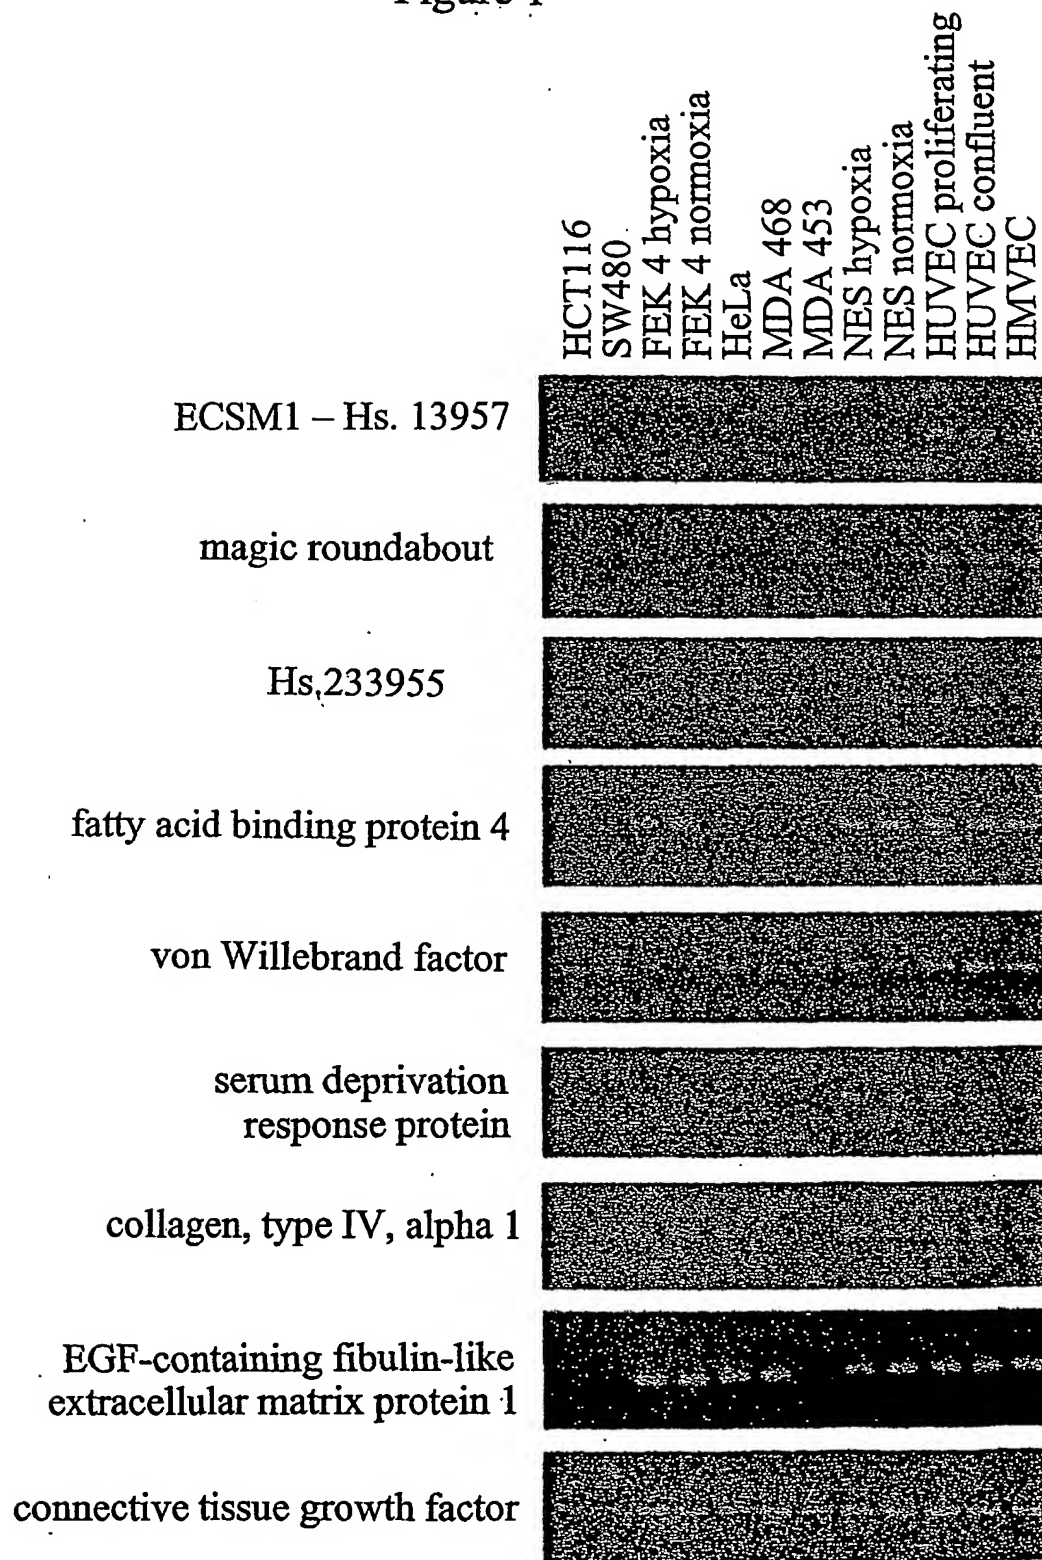 Figure 1
HCT116
SW480
FEK 4 hypoxia
FEK 4 normoxia
HeLa
MDA 468
MDA 453
NES hypoxia
NES normoxia
HUVEC proliferating
HUVEC confluent
HMVEC
ECSM1 – Hs. 13957
magic roundabout
Hs,233955
fatty acid binding protein 4
von Willebrand factor
serum deprivation
response protein
collagen, type IV, alpha 1
EGF-containing fibulin-like
extracellular matrix protein 1
connective tissue growth factor